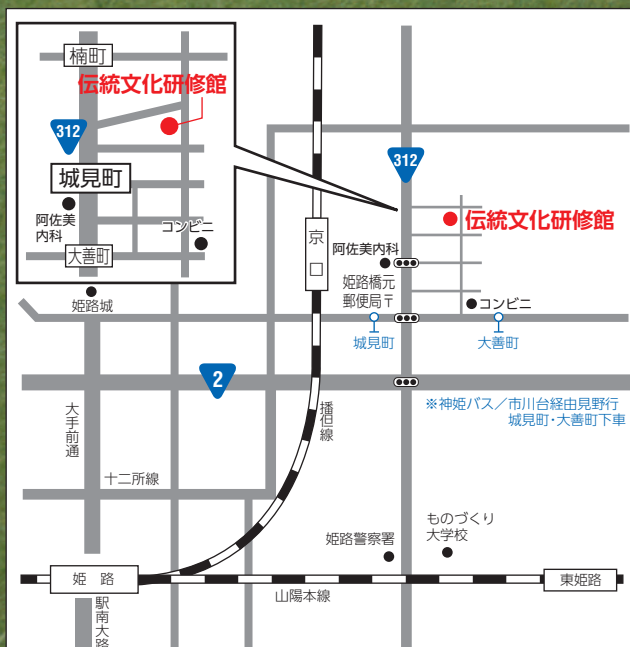 楠町
伝統文化研修館
312
城見町
阿佐美
内科
コンビニ
大善町
姫路城
312
伝統文化研修館
京口
阿佐美内科
姫路橋元
郵便局〒
コンビニ
城見町
大善町
2
※神姫バス／市川台経由見野行
城見町・大善町下車
大手前通
播但線
十二所線
ものづくり
大学校
姫路警察署
姫路
山陽本線
東姫路
駅南大路